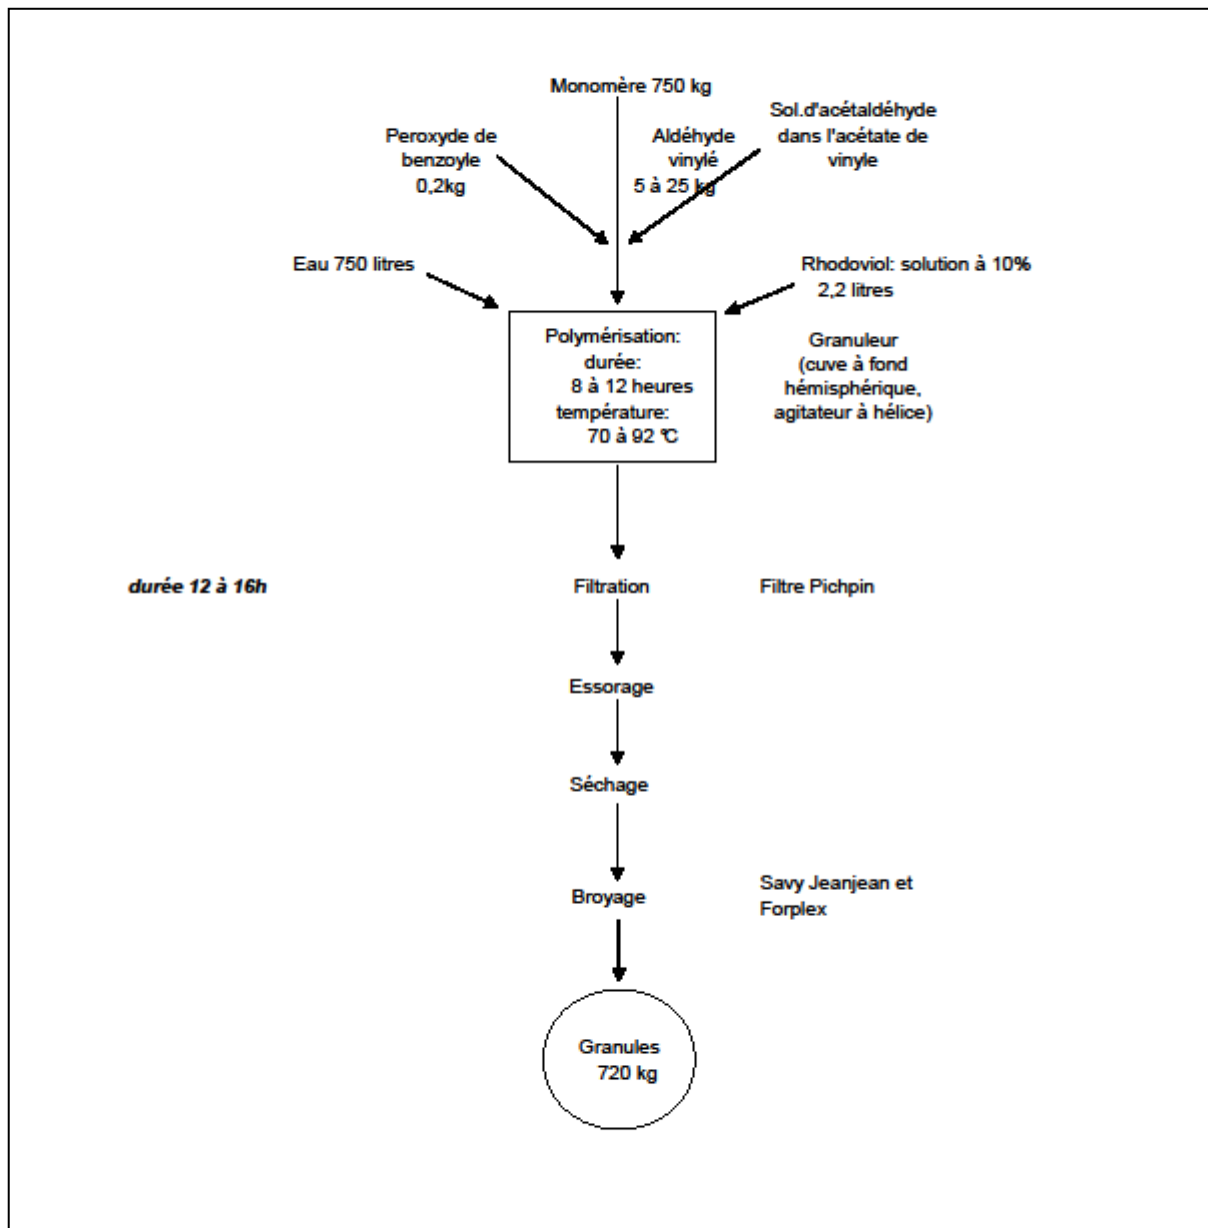 Monomère 750 kg
Peroxyde de
benzoyle
0,2kg
Aldéhyde
vinylé
5 à 25 kg
Sol.d'acétaldéhyde
dans l'acétate de
vinyle
Eau 750 litres
Rhodoviol: solution à 10%
2,2 litres
Polymérisation:
durée:
8 à 12 heures
température:
70 à 92 °C
Granuleur
(cuve à fond
hémisphérique,
agitateur à hélice)
durée 12 à 16h
Filtration
Filtre Pichpin
Essorage
Séchage
Broyage
Savy Jeanjean et
Forplex
Granules
720 kg